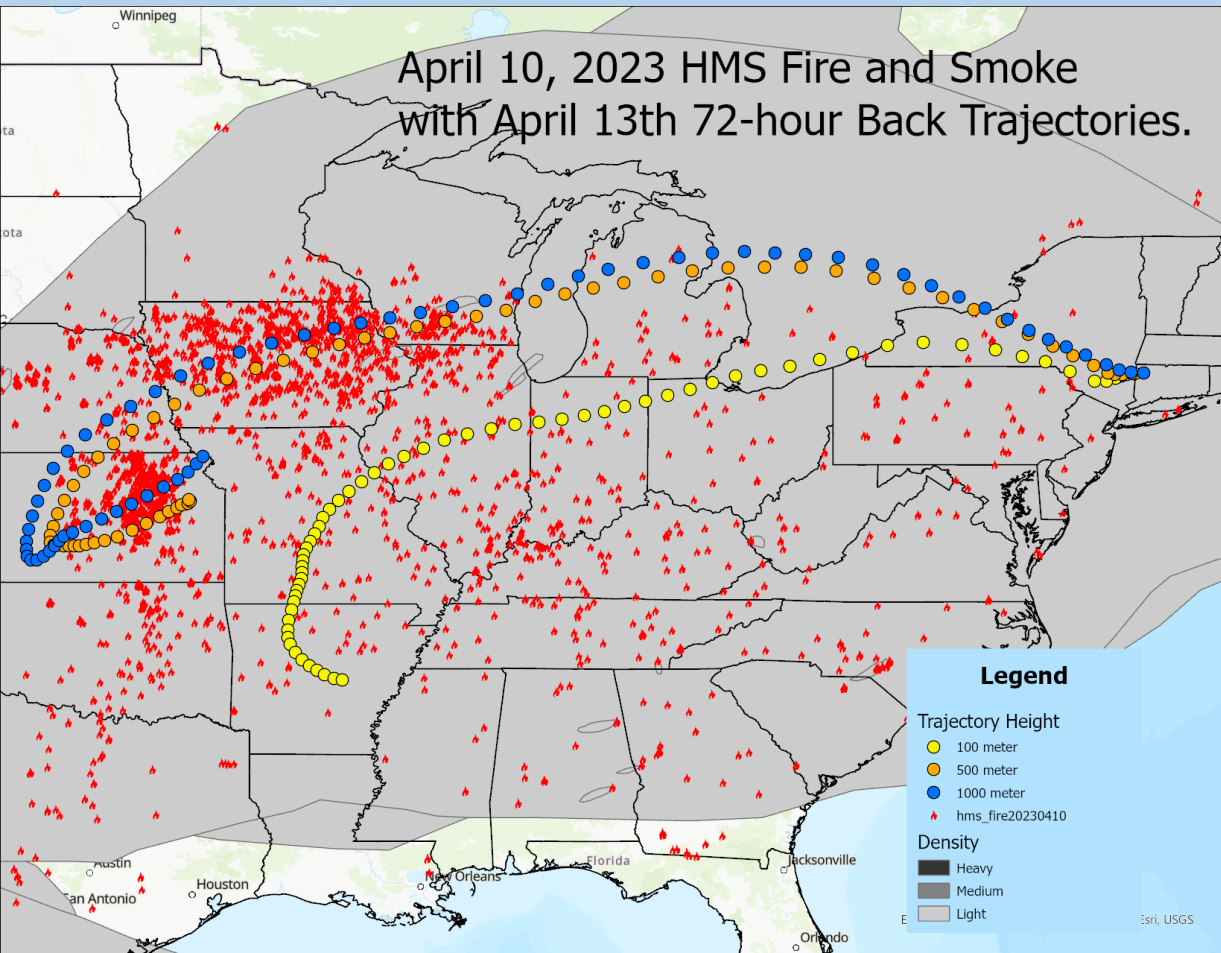 Winnipeg
April 10, 2023 HMS Fire and Smoke
with April 13th 72-hour Back Trajectories.
ota
kota
Legend
Trajectory Height
100 meter
500 meter
1000 meter
hms_fire20230410
Density
Heavy
Medium
Light
Austin
San Antonio
Houston
New Orleans
Florida
Jacksonville
Orlando
Esri, USGS